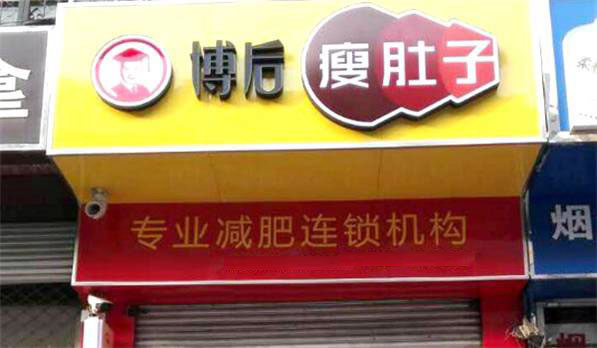 博后 瘦肚子
专业减肥连锁机构
烟